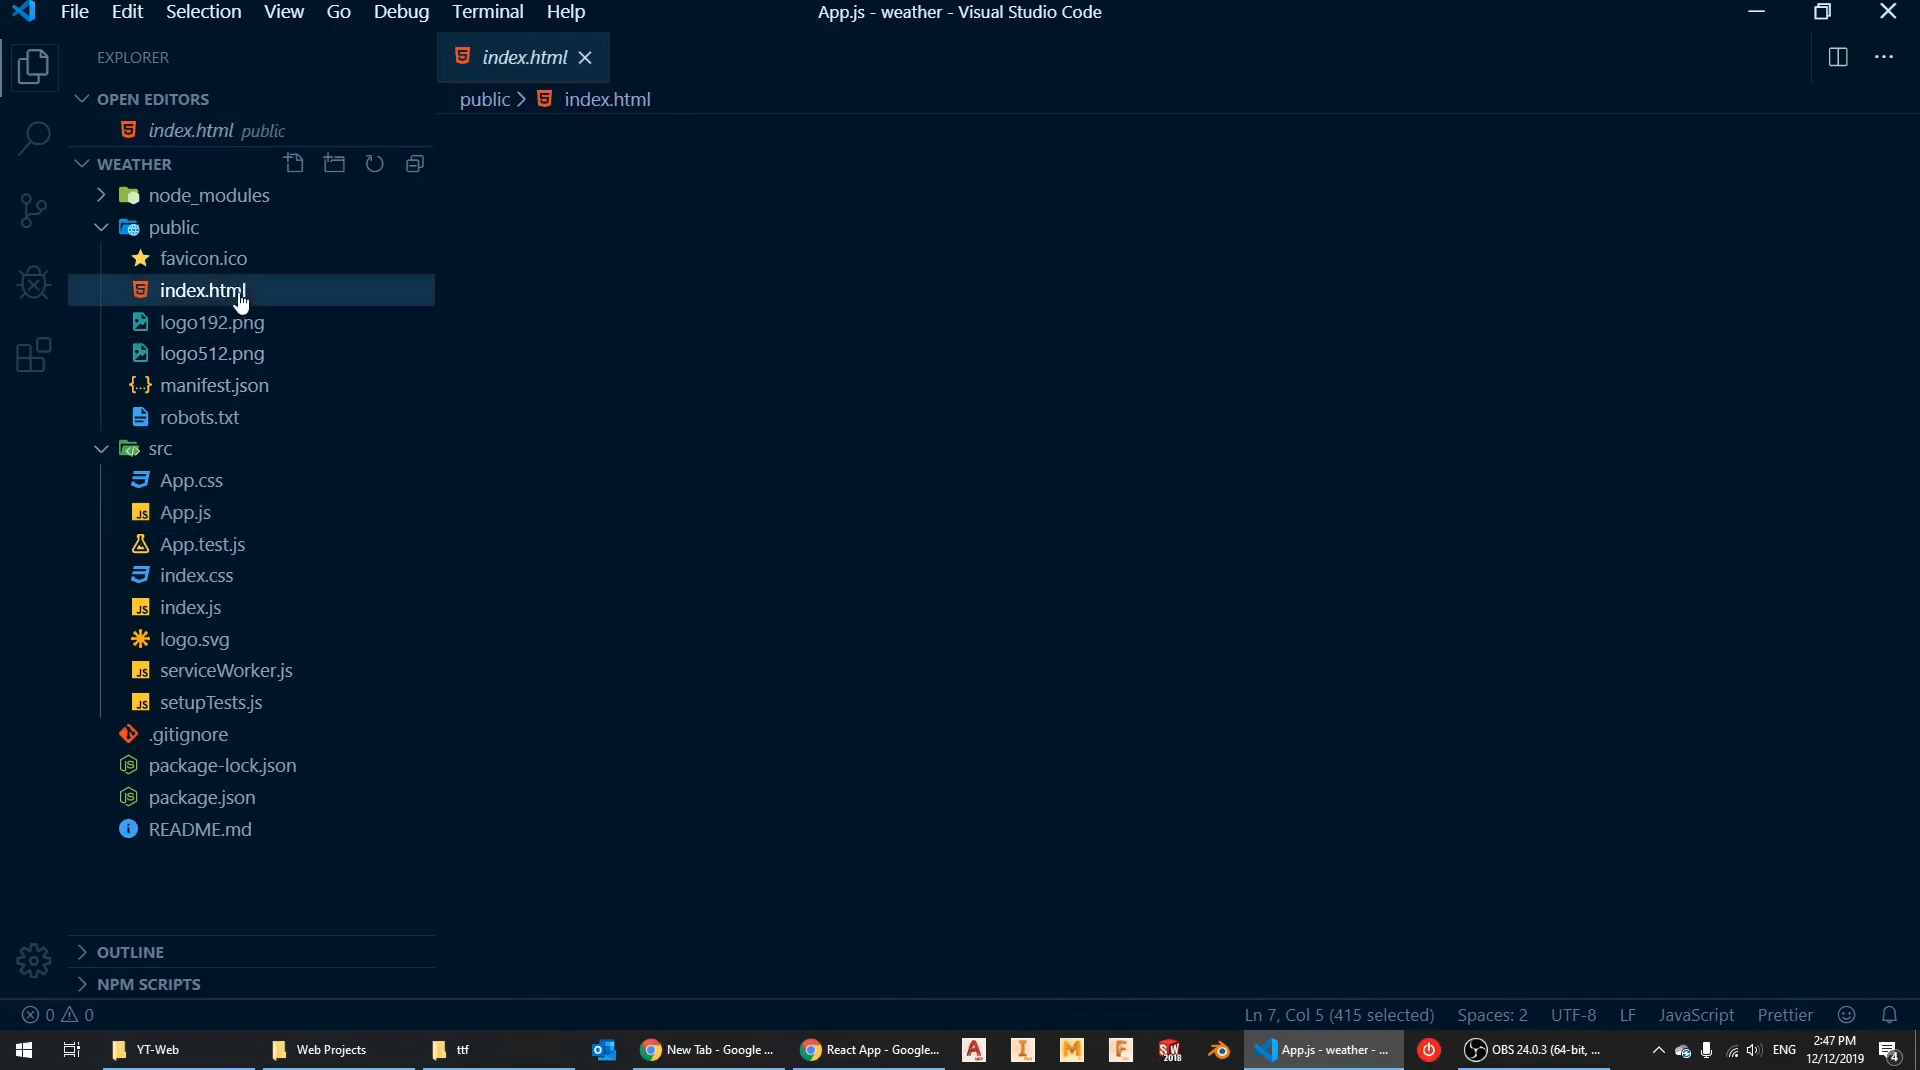 File Edit Selection View Go Debug Terminal Help
App.js - weather - Visual Studio Code
EXPLORER
OPEN EDITORS
index.html public
WEATHER
node_modules
public
favicon.ico
index.html
logo192.png
logo512.png
manifest.json
robots.txt
src
App.css
App.js
App.test.js
index.css
index.js
logo.svg
serviceWorker.js
setupTests.js
.gitignore
package-lock.json
package.json
README.md
OUTLINE
NPM SCRIPTS
index.html
public > index.html
0 0
Ln 7, Col 5 (415 selected) Spaces: 2 UTF-8 LF JavaScript Prettier
YT-Web
Web Projects
ttf
New Tab - Google ...
React App - Google...
App.js - weather - ...
OBS 24.0.3 (64-bit, ...
ENG
2:47 PM
12/12/2019
4